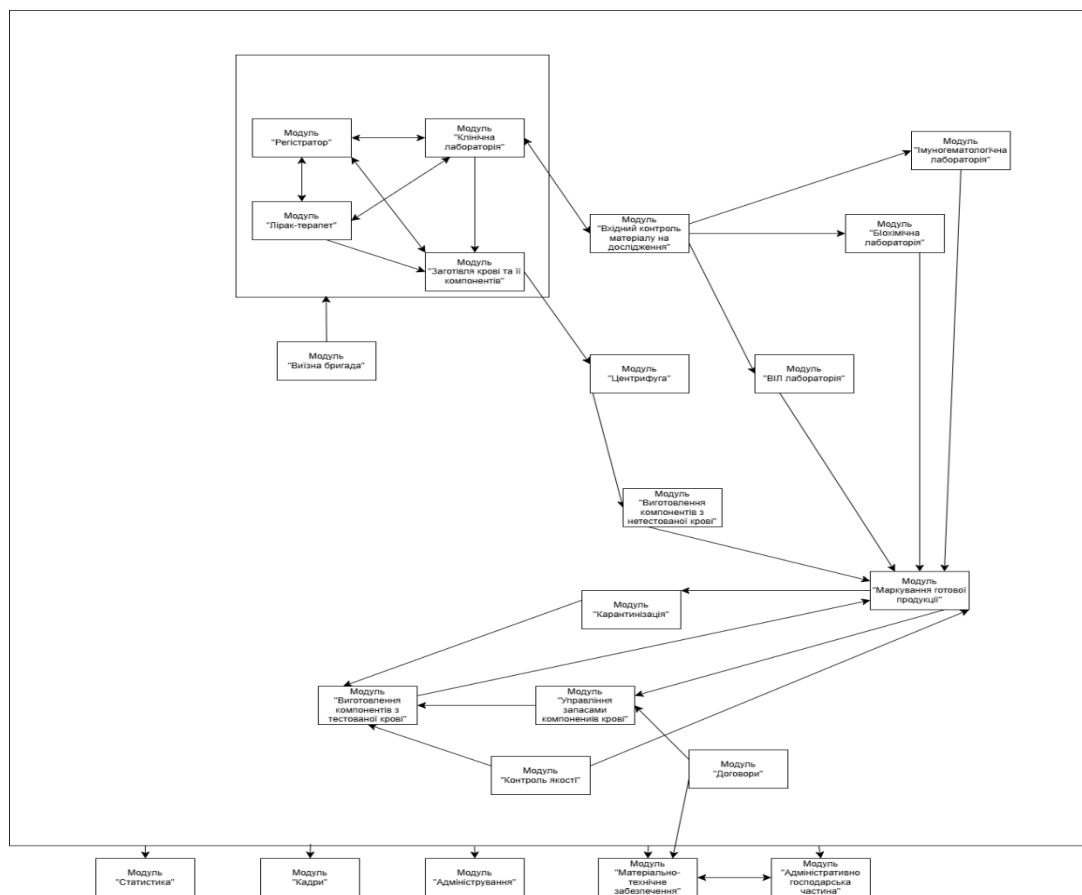 Модуль
"Регістратор"
Модуль
"Клінічна
лабораторія"
Модуль
"Імуногематологічна
лабораторія"
Модуль
"Лірак-терапет"
Модуль
"Вхідний контроль
матеріалу на
дослідження"
Модуль
"Біохімічна
лабораторія"
Модуль
"Заготівля крові та її
компонентів"
Модуль
"Виїзна бригада"
Модуль
"Центрифуга"
Модуль
"ВІЛ лабораторія"
Модуль
"Виготовлення
компонентів з
нетестованої крові"
Модуль
"Маркування готової
продукції"
Модуль
"Карантинізація"
Модуль
"Виготовлення
компонентів з
тестованої крові"
Модуль
"Управління
запасами
компонениів крові"
Модуль
"Контроль якості"
Модуль
"Договори"
Модуль
"Статистика"
Модуль
"Кадри"
Модуль
"Адміністрування"
Модуль
"Матеріально-
технічне
забезпечення"
Модуль
"Адміністративно
господарська
частина"